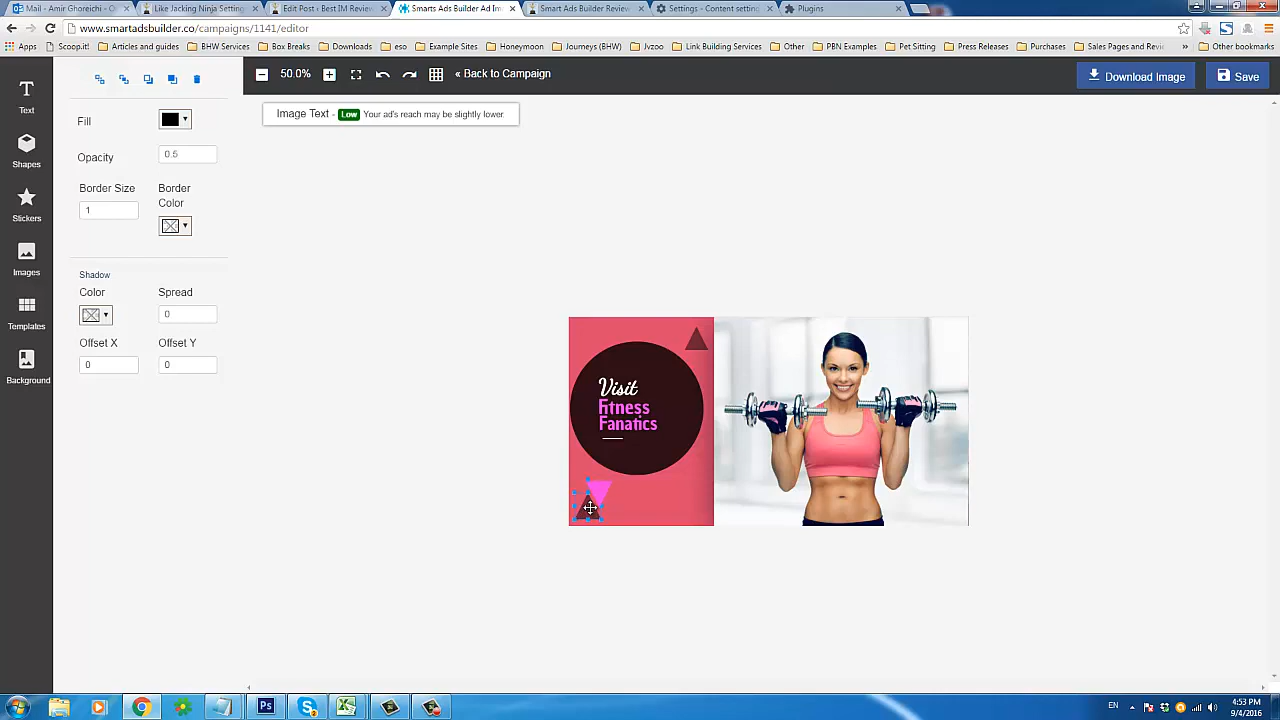 Mail - Amir Ghoreichi - O
Like Jacking Ninja Setting
Edit Post ‹ Best IM Review
Smarts Ads Builder Ad Im
Smart Ads Builder Review
Settings - Content setting
Plugins
www.smartadsbuilder.co/campaigns/1141/editor
Apps
Scoop.it!
Articles and guides
BHW Services
Box Breaks
Downloads
eso
Example Sites
Honeymoon
Journeys (BHW)
Jvzoo
Link Building Services
Other
PBN Examples
Pet Sitting
Press Releases
Purchases
Sales Pages and Revi
»
Other bookmarks
50.0%
« Back to Campaign
Download Image
Save
Text
Shapes
Stickers
Images
Templates
Background
Fill
Opacity
0.5
Border Size
Border
Color
1
Shadow
Color
Spread
0
Offset X
Offset Y
0
0
Image Text - Low Your ad's reach may be slightly lower.
Visit
Fitness
Fanatics
Ps
EN
4:53 PM
9/4/2016